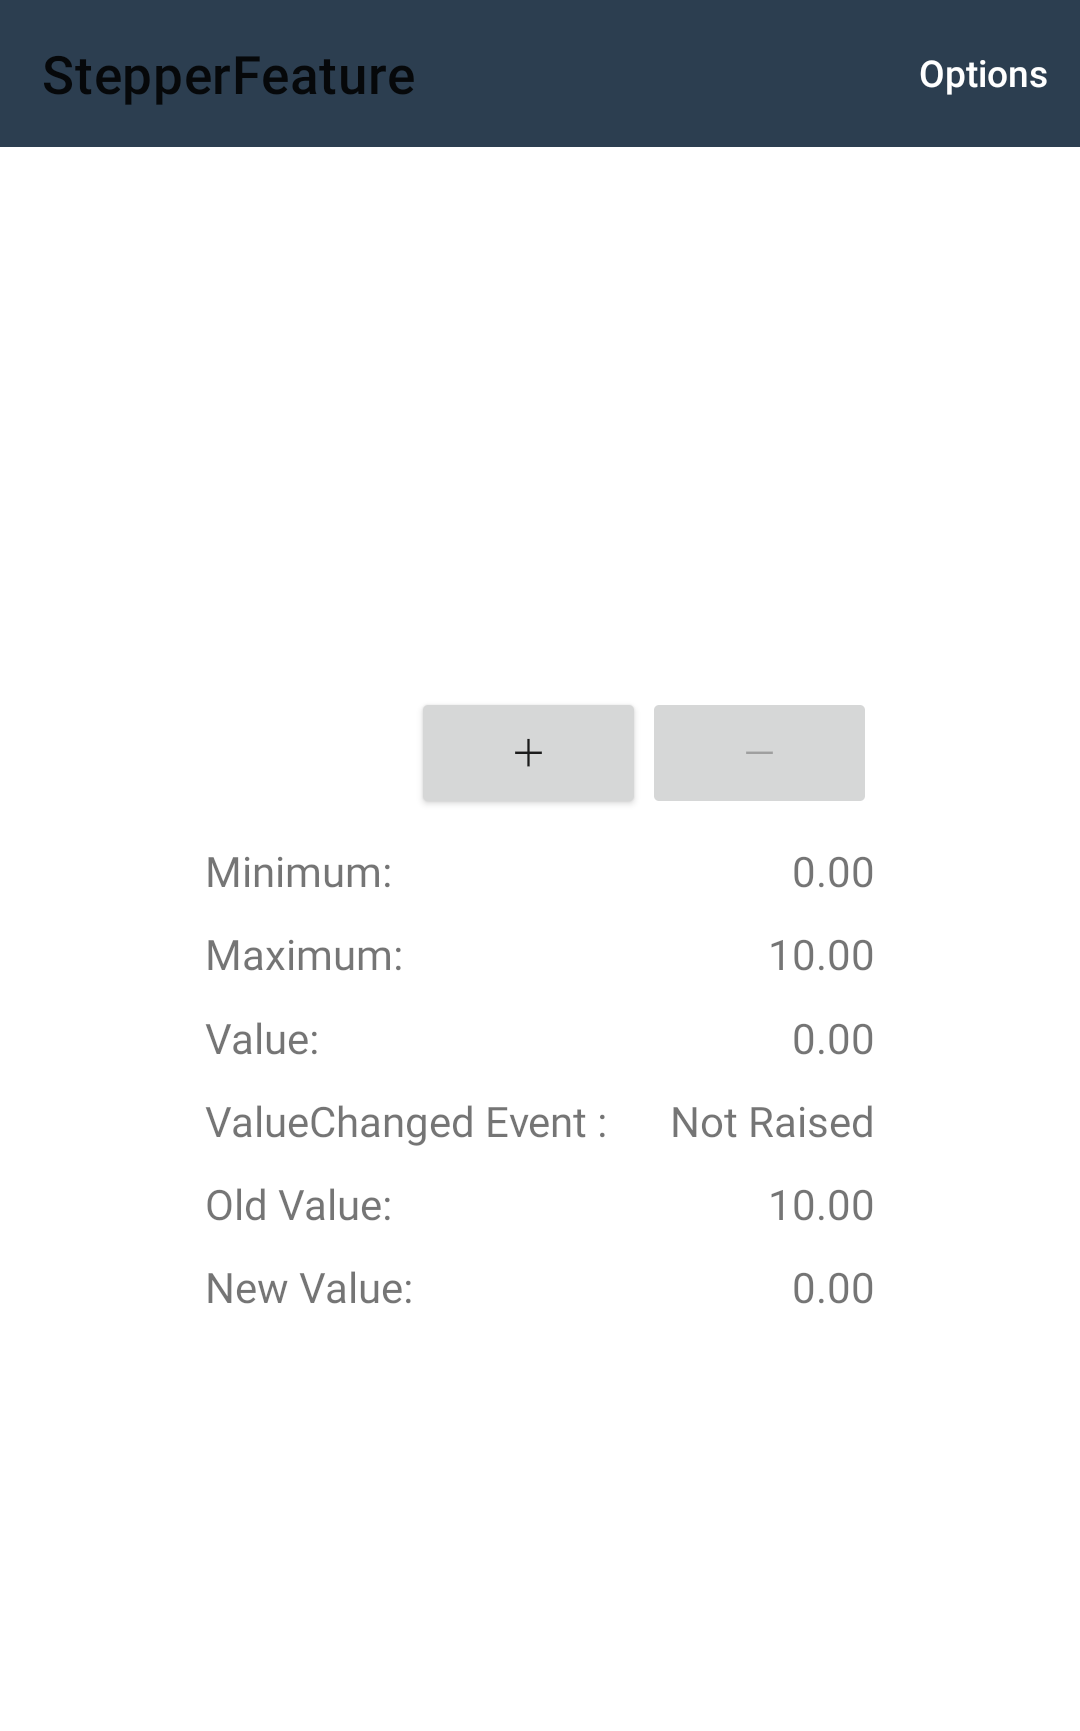 StepperFeature Options
+ −
Minimum: 0.00
Maximum: 10.00
Value: 0.00
ValueChanged Event : Not Raised
Old Value: 10.00
New Value: 0.00